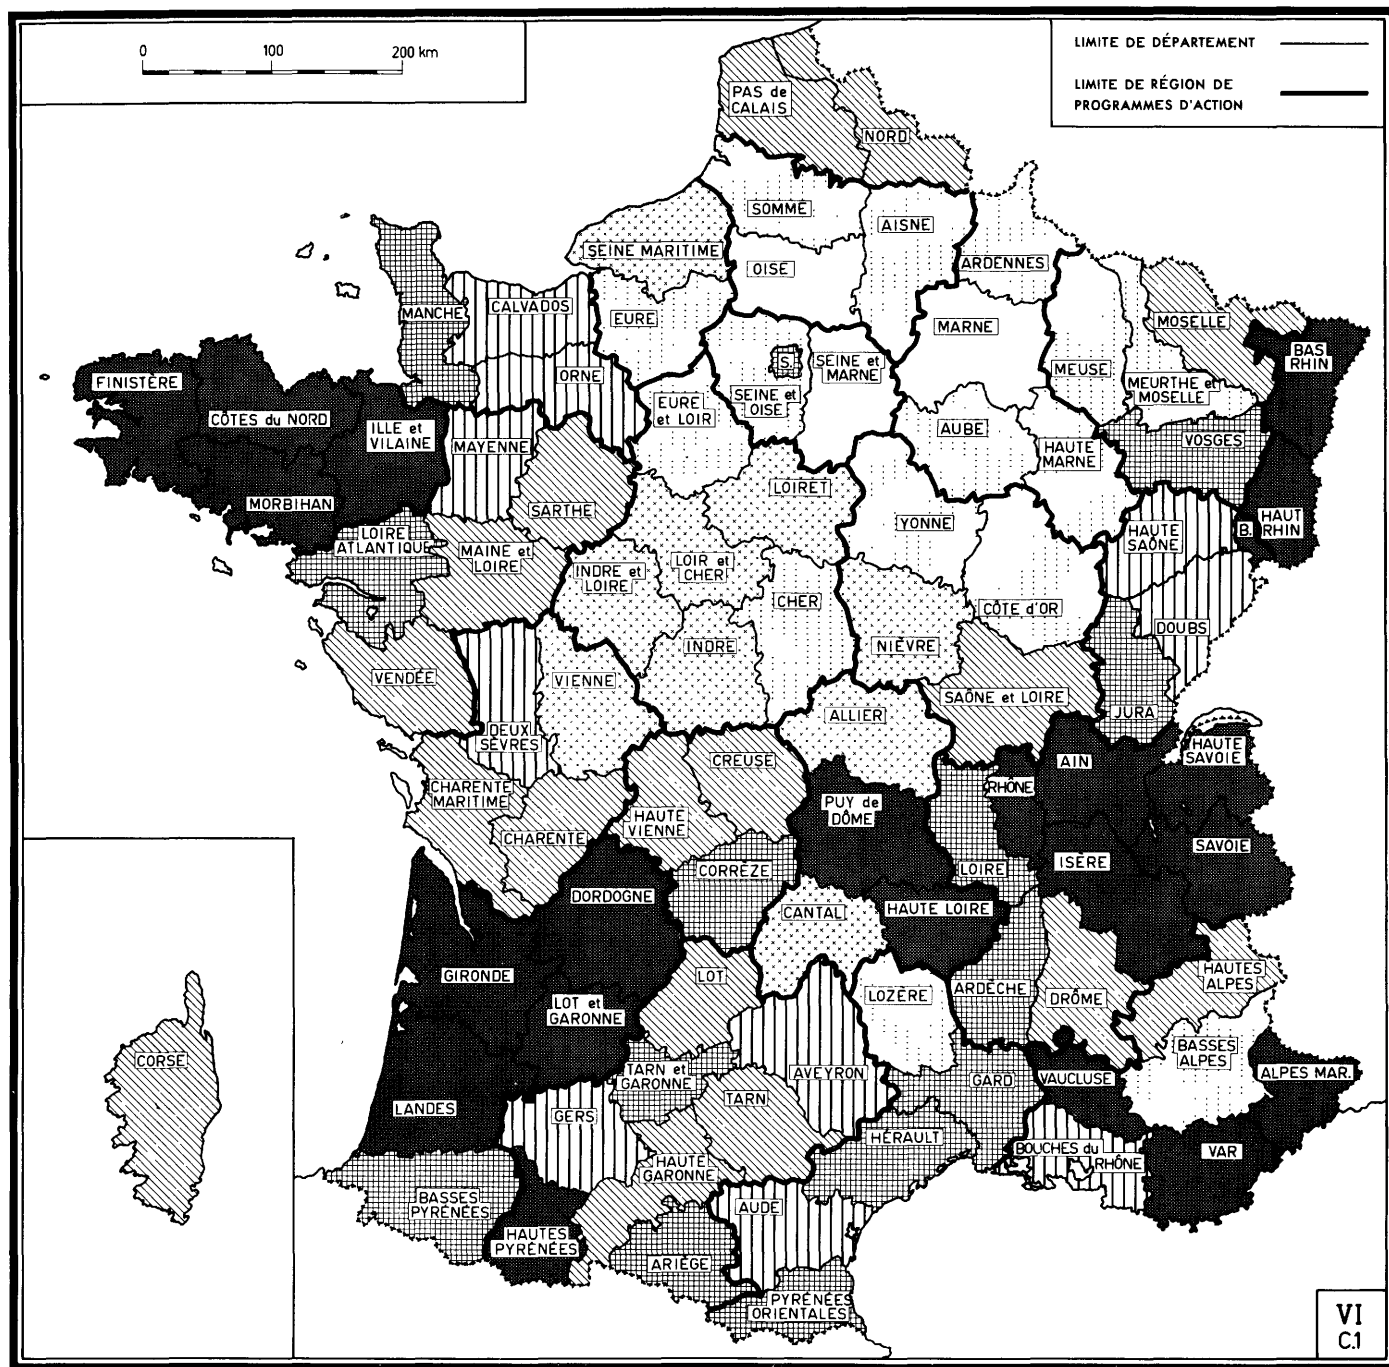 0 100 200 km
LIMITE DE DÉPARTEMENT
LIMITE DE RÉGION DE
PROGRAMMES D'ACTION
PAS de
CALAIS
NORD
SOMME
AISNE
SEINE MARITIME
OISE
ARDENNES
MANCHE
CALVADOS
EURE
MARNE
MOSELLE
BAS
RHIN
FINISTÈRE
ORNE
S.
SEINE et
MARNE
MEUSE
MEURTHE et
MOSELLE
CÔTES du NORD
ILLE et
VILAINE
EURE
et LOIR
SEINE et
OISE
AUBE
VOSGES
MAYENNE
HAUTE
MARNE
MORBIHAN
SARTHE
LOIRET
YONNE
HAUTE
SAÔNE
B.
HAUT
RHIN
LOIRE
ATLANTIQUE
MAINE et
LOIRE
INDRE et
LOIRE
LOIR et
CHER
CHER
CÔTE d'OR
DOUBS
VENDÉE
VIENNE
INDRE
NIÈVRE
SAÔNE et LOIRE
JURA
DEUX
SÈVRES
ALLIER
CREUSE
AIN
HAUTE
SAVOIE
CHARENTE
MARITIME
RHÔNE
PUY de
DÔME
CHARENTE
HAUTE
VIENNE
LOIRE
ISÈRE
SAVOIE
CORRÈZE
DORDOGNE
CANTAL
HAUTE LOIRE
GIRONDE
LOT
LOZÈRE
ARDÈCHE
DRÔME
HAUTES
ALPES
LOT et
GARONNE
CORSE
TARN et
GARONNE
AVEYRON
GARD
VAUCLUSE
BASSES
ALPES
ALPES MAR.
LANDES
GERS
TARN
HÉRAULT
BOUCHES du
RHÔNE
VAR
HAUTE
GARONNE
BASSES
PYRÉNÉES
AUDE
HAUTES
PYRÉNÉES
ARIÈGE
PYRÉNÉES
ORIENTALES
VI
C.1